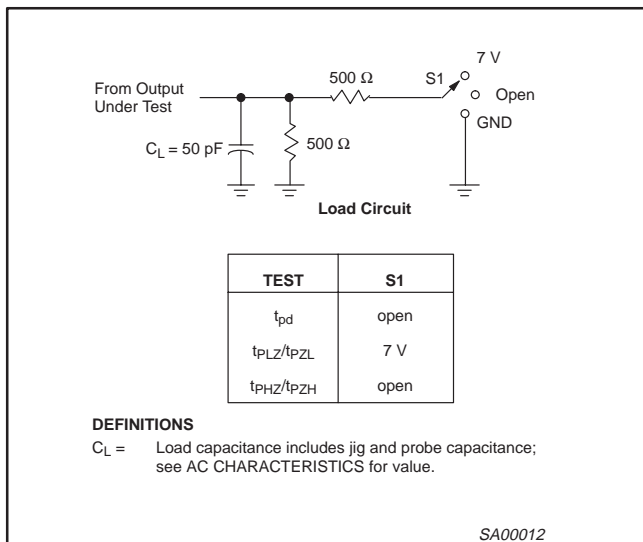 7 V
500 Ω
S1
From Output
Under Test
Open
GND
C_L = 50 pF
500 Ω
Load Circuit
TEST S1
t_pd open
t_PLZ/t_PZL 7 V
t_PHZ/t_PZH open
DEFINITIONS
C_L = Load capacitance includes jig and probe capacitance;
see AC CHARACTERISTICS for value.
SA00012